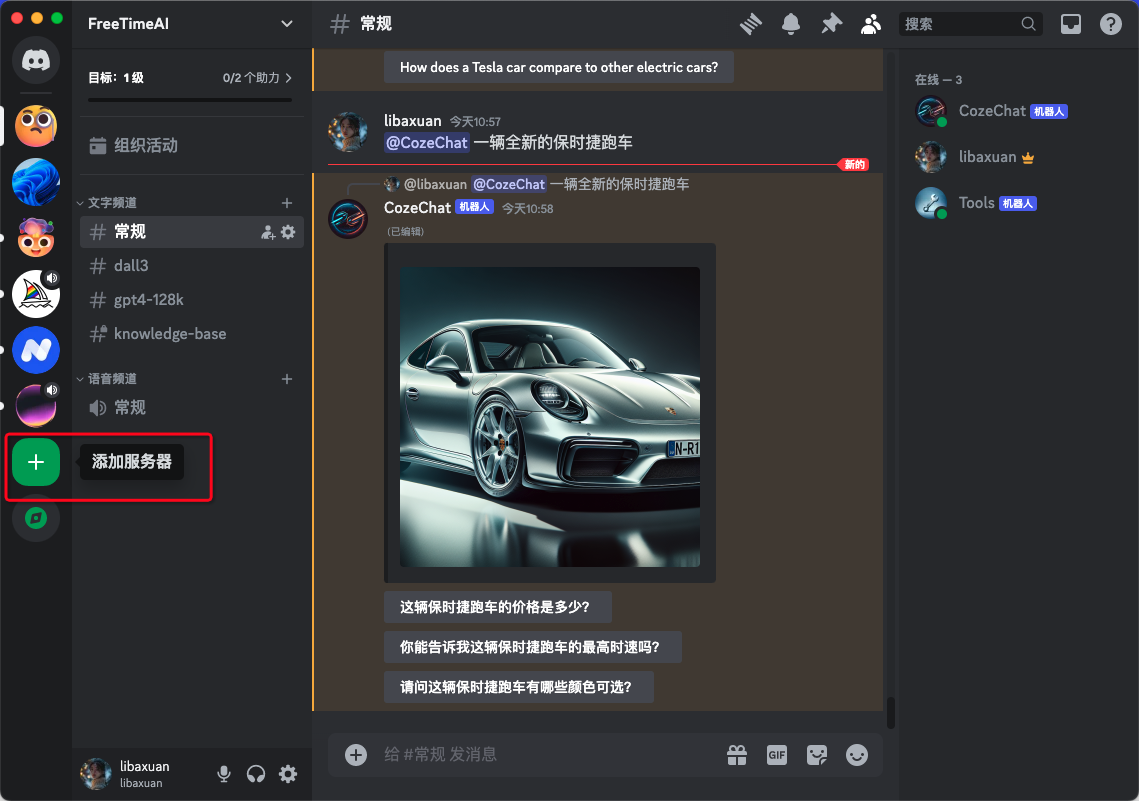 FreeTimeAI
目标：1 级
0/2 个助力
组织活动
文字频道
常规
dall3
gpt4-128k
knowledge-base
语音频道
常规
添加服务器
libaxuan
libaxuan
常规
搜索
How does a Tesla car compare to other electric cars?
libaxuan 今天10:57
@CozeChat 一辆全新的保时捷跑车
新的
@libaxuan @CozeChat 一辆全新的保时捷跑车
CozeChat 机器人 今天10:58
(已编辑)
N-R1
这辆保时捷跑车的价格是多少?
你能告诉我这辆保时捷跑车的最高时速吗?
请问这辆保时捷跑车有哪些颜色可选?
给 #常规 发消息
GIF
在线 — 3
CozeChat 机器人
libaxuan
Tools 机器人